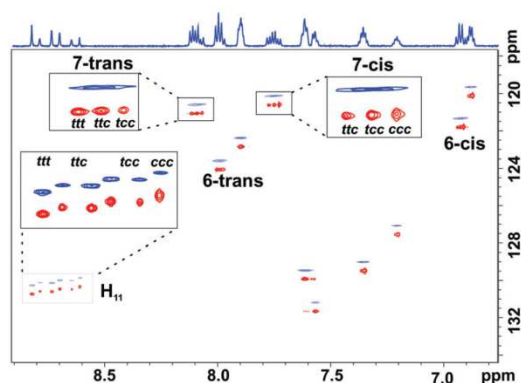 ppm
7-trans
ttt ttc tcc
7-cis
ttc tcc ccc
120
6-cis
6-trans
124
ttt ttc tcc ccc
128
H11
132
8.5 8.0 7.5 7.0 ppm